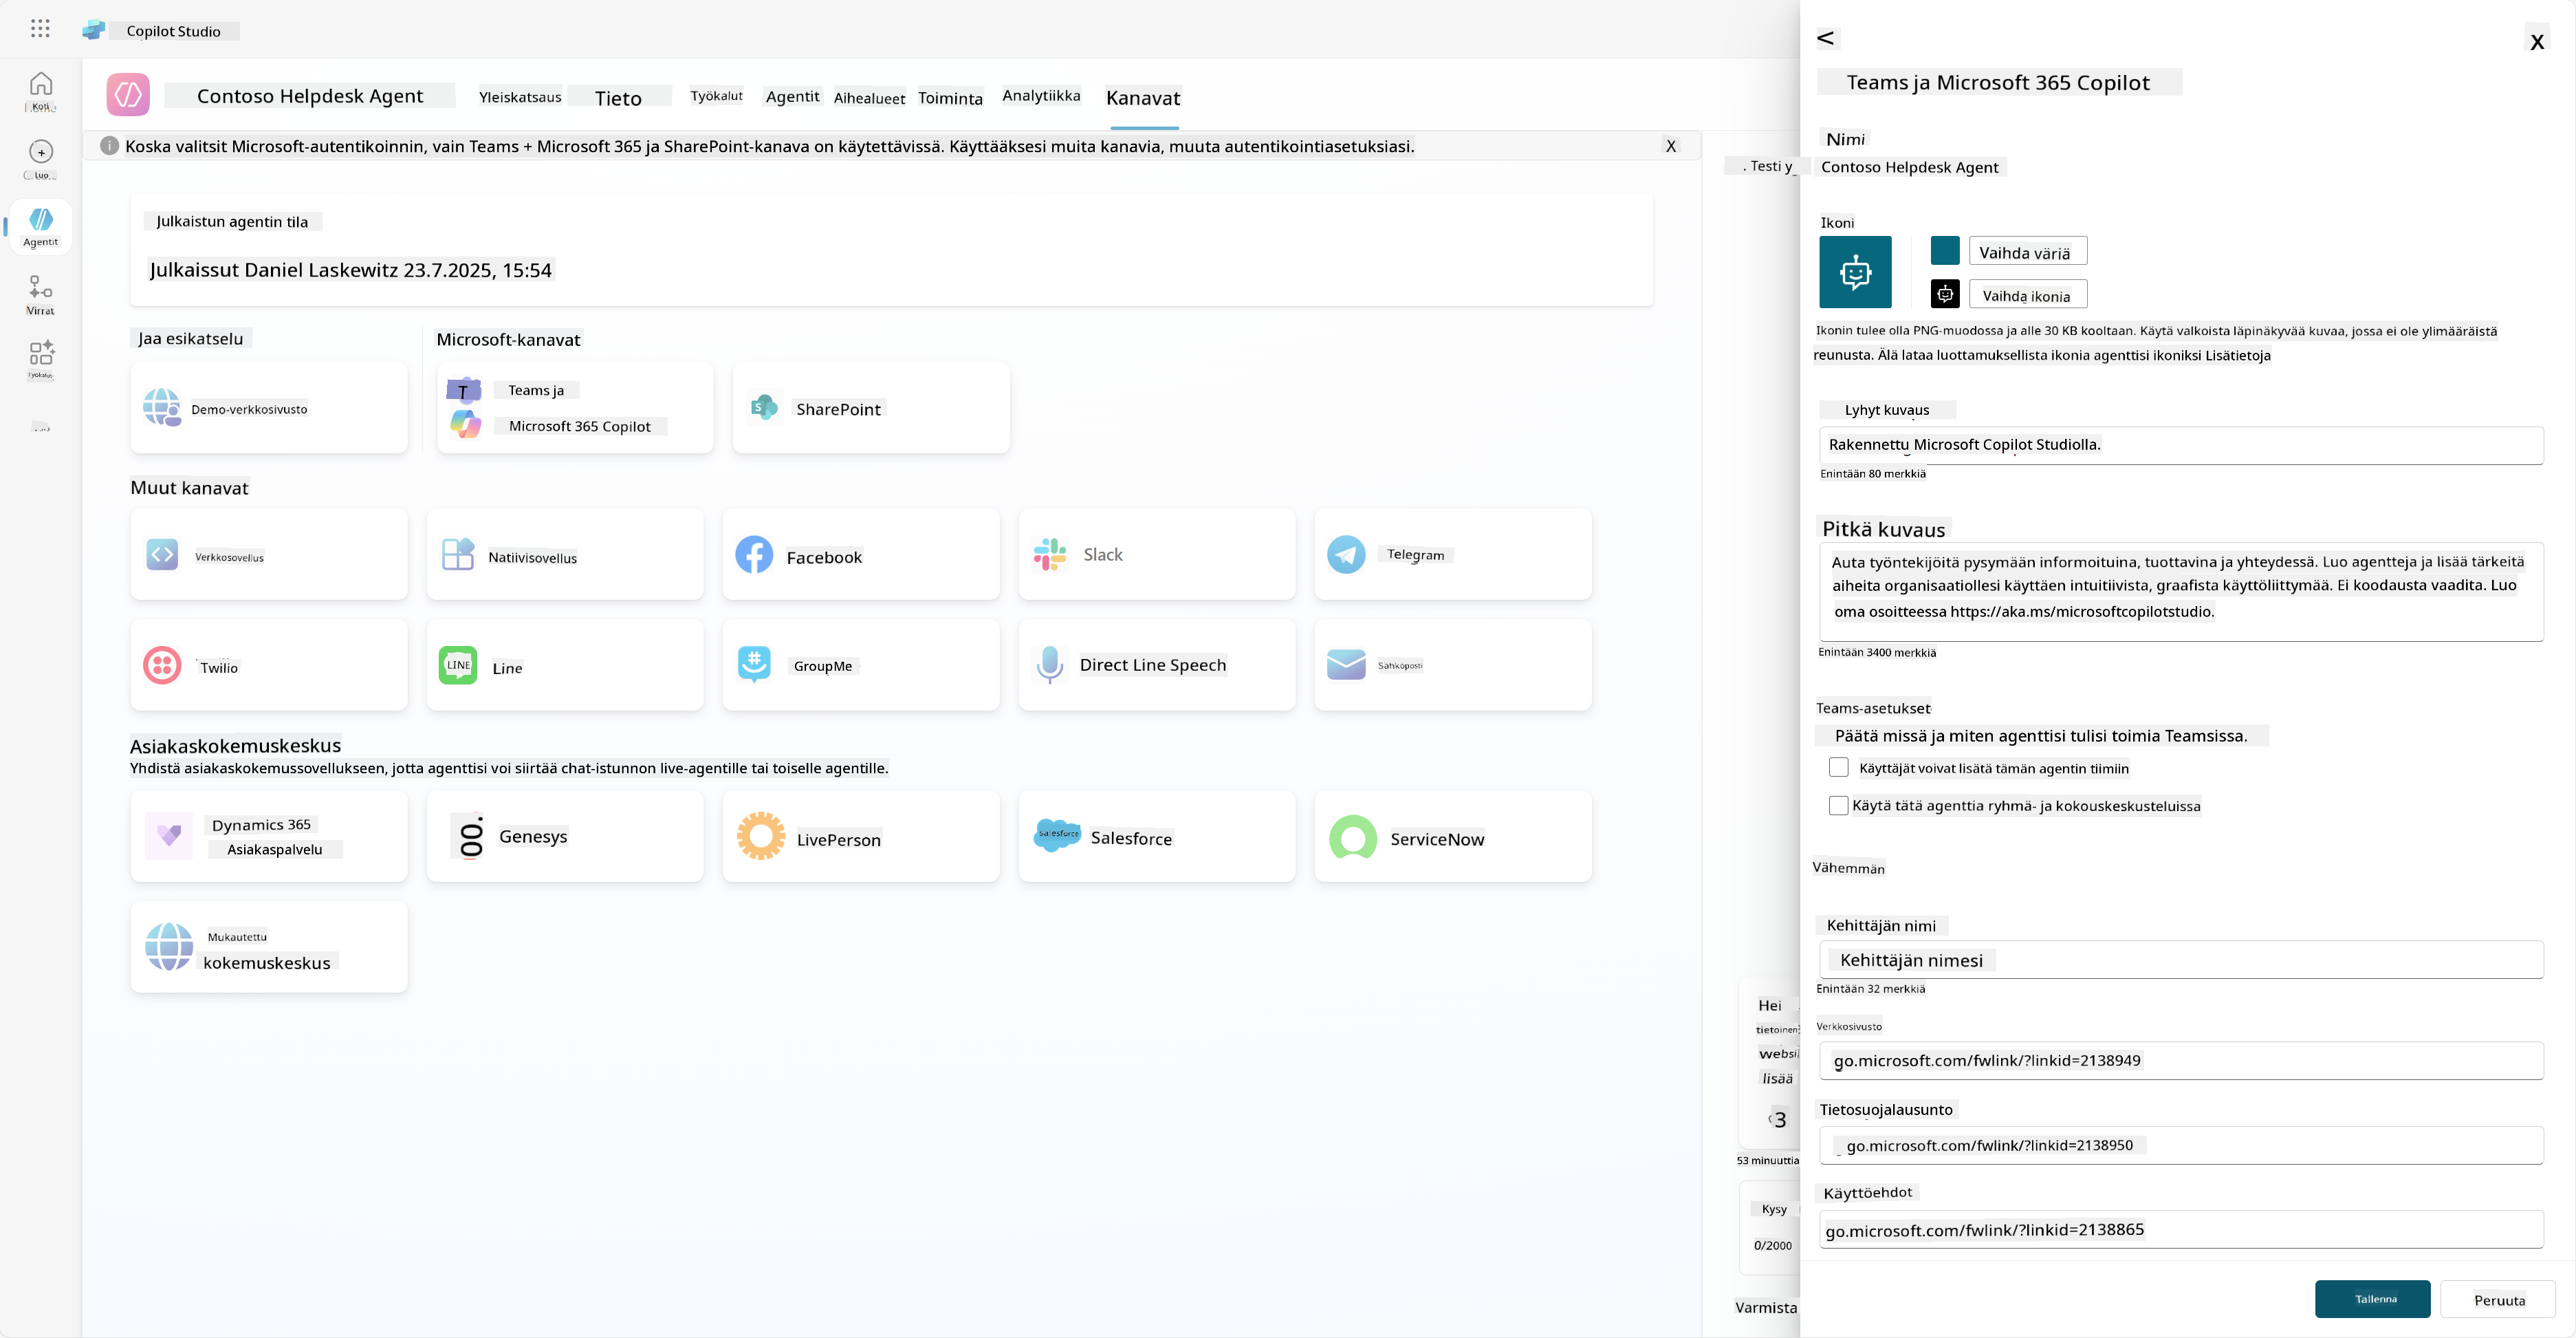 Copilot Studio
Koti
Luo
Agentit
Virrat
Työkalut
Contoso Helpdesk Agent
Yleiskatsaus
Tieto
Työkalut
Agentit
Aihealueet
Toiminta
Analytiikka
Kanavat
Koska valitsit Microsoft-autentikoinnin, vain Teams + Microsoft 365 ja SharePoint-kanava on käytettävissä. Käyttääksesi muita kanavia, muuta autentikointiasetuksiasi.
X
Julkaistun agentin tila
Julkaissut Daniel Laskewitz 23.7.2025, 15:54
Jaa esikatselu
Microsoft-kanavat
Demo-verkkosivusto
T
Teams ja
Microsoft 365 Copilot
SharePoint
Muut kanavat
Verkkosovellus
Natiivisovellus
Facebook
Slack
Telegram
Twilio
LINE
Line
GroupMe
Direct Line Speech
Sähköposti
Asiakaskokemuskeskus
Yhdistä asiakaskokemussovellukseen, jotta agenttisi voi siirtää chat-istunnon live-agentille tai toiselle agentille.
Dynamics 365
Asiakaspalvelu
Genesys
LivePerson
salesforce
Salesforce
ServiceNow
Mukautettu
kokemuskeskus
. Testi y
Hei
tietoinen
websi
lisää
3
53 minuuttia
Kysy
0/2000
Varmista
<
X
Teams ja Microsoft 365 Copilot
Nimi
Contoso Helpdesk Agent
Ikoni
Vaihda väriä
Vaihda ikonia
Ikonin tulee olla PNG-muodossa ja alle 30 KB kooltaan. Käytä valkoista läpinäkyvää kuvaa, jossa ei ole ylimääräistä
reunusta. Älä lataa luottamuksellista ikonia agenttisi ikoniksi Lisätietoja
Lyhyt kuvaus
Rakennettu Microsoft Copilot Studiolla.
Enintään 80 merkkiä
Pitkä kuvaus
Auta työntekijöitä pysymään informoituina, tuottavina ja yhteydessä. Luo agentteja ja lisää tärkeitä
aiheita organisaatiollesi käyttäen intuitiivista, graafista käyttöliittymää. Ei koodausta vaadita. Luo
oma osoitteessa https://aka.ms/microsoftcopilotstudio.
Enintään 3400 merkkiä
Teams-asetukset
Päätä missä ja miten agenttisi tulisi toimia Teamsissa.
Käyttäjät voivat lisätä tämän agentin tiimiin
Käytä tätä agenttia ryhmä- ja kokouskeskusteluissa
Vähemmän
Kehittäjän nimi
Kehittäjän nimesi
Enintään 32 merkkiä
Verkkosivusto
go.microsoft.com/fwlink/?linkid=2138949
Tietosuojalausunto
go.microsoft.com/fwlink/?linkid=2138950
Käyttöehdot
go.microsoft.com/fwlink/?linkid=2138865
Tallenna
Peruuta